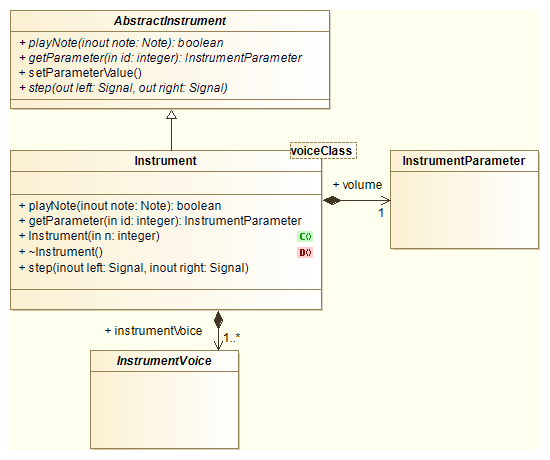 AbstractInstrument
+ playNote(inout note: Note): boolean
+ getParameter(in id: integer): InstrumentParameter
+ setParameterValue()
+ step(out left: Signal, out right: Signal)
voiceClass
Instrument
+ playNote(inout note: Note): boolean
+ getParameter(in id: integer): InstrumentParameter
+ Instrument(in n: integer) C()
+ ~Instrument() D()
+ step(inout left: Signal, inout right: Signal)
InstrumentParameter
+ volume
1
+ instrumentVoice
1..*
InstrumentVoice